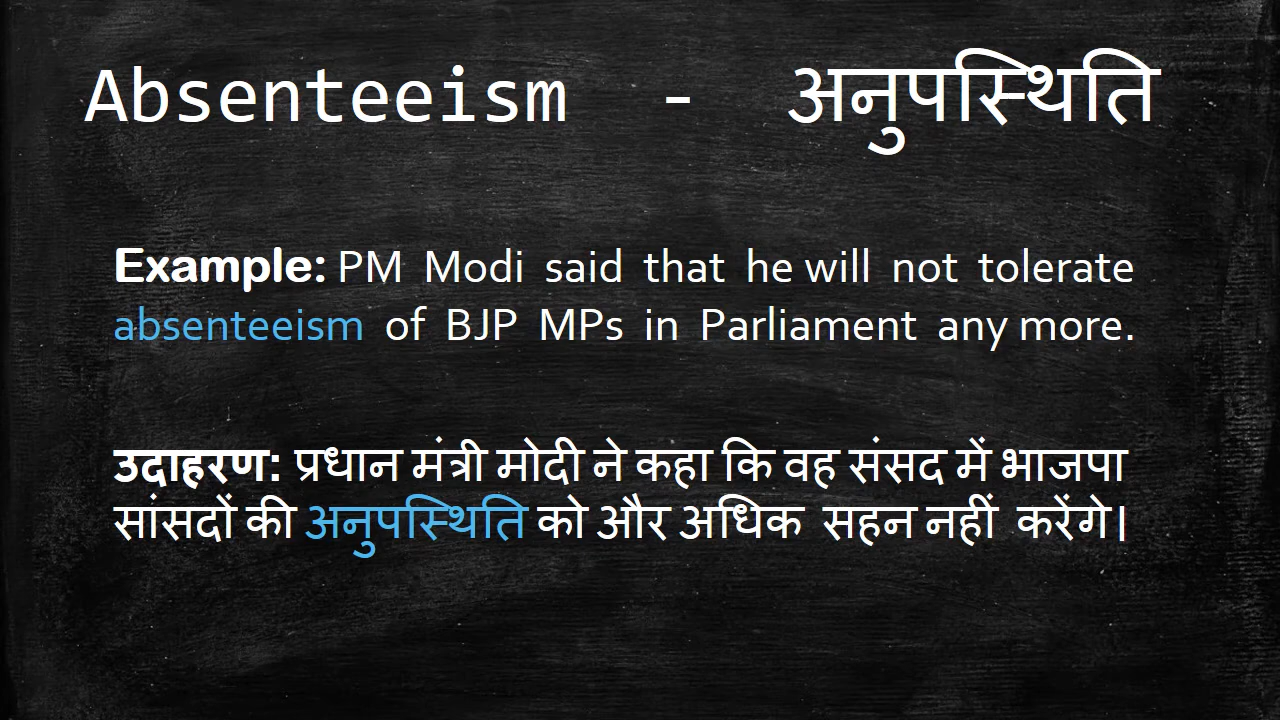 Absenteeism - अनुपस्थिति
Example: PM Modi said that he will not tolerate
absenteeism of BJP MPs in Parliament any more.
उदाहरण: प्रधान मंत्री मोदी ने कहा कि वह संसद में भाजपा
सांसदों की अनुपस्थिति को और अधिक सहन नहीं करेंगे।